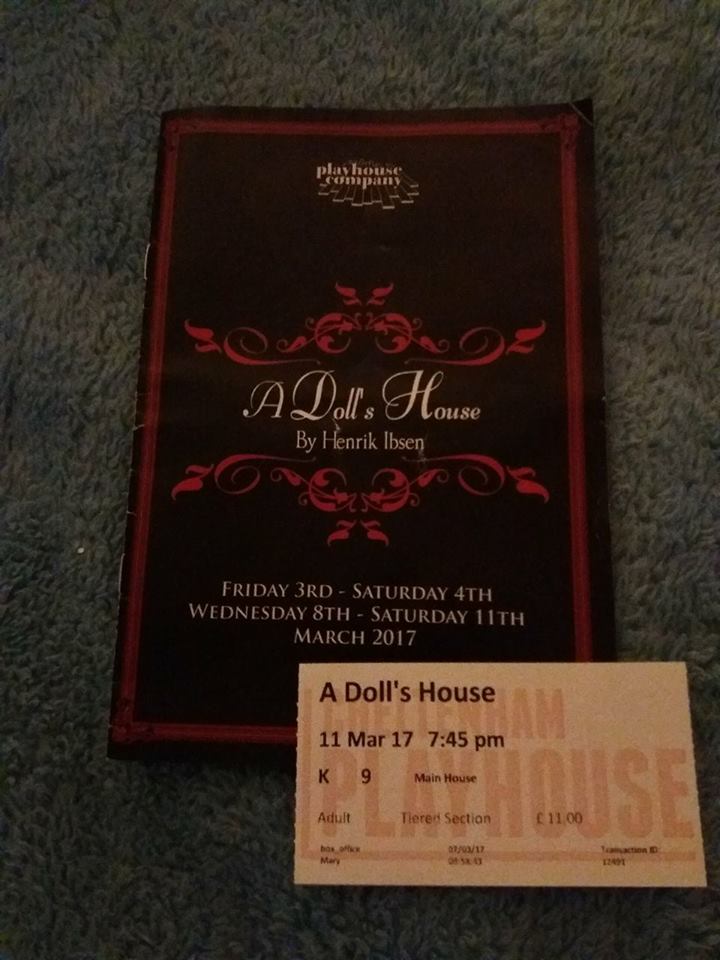 playhouse
company
A Doll's House
By Henrik Ibsen
FRIDAY 3RD - SATURDAY 4TH
WEDNESDAY 8TH - SATURDAY 11TH
MARCH 2017
CHELTENHAM
PLAYHOUSE
A Doll's House
11 Mar 17 7:45 pm
K 9 Main House
Adult Tiered Section £11.00
box_office 07/03/17 Transaction ID:
Mary 12491